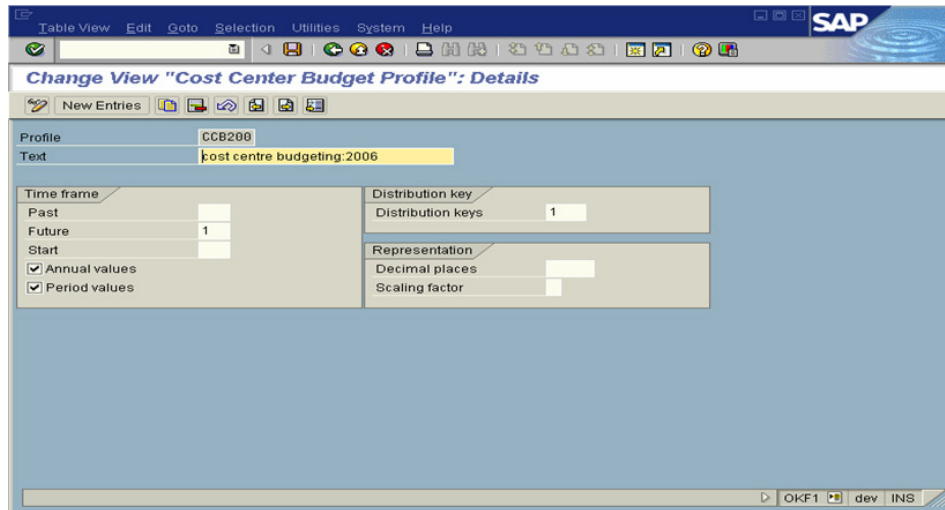 Table View Edit Goto Selection Utilities System Help
SAP
Change View "Cost Center Budget Profile": Details
New Entries
Profile CCB200
Text cost centre budgeting:2006
Time frame
Past
Future 1
Start
Annual values
Period values
Distribution key
Distribution keys 1
Representation
Decimal places
Scaling factor
OKF1 dev INS